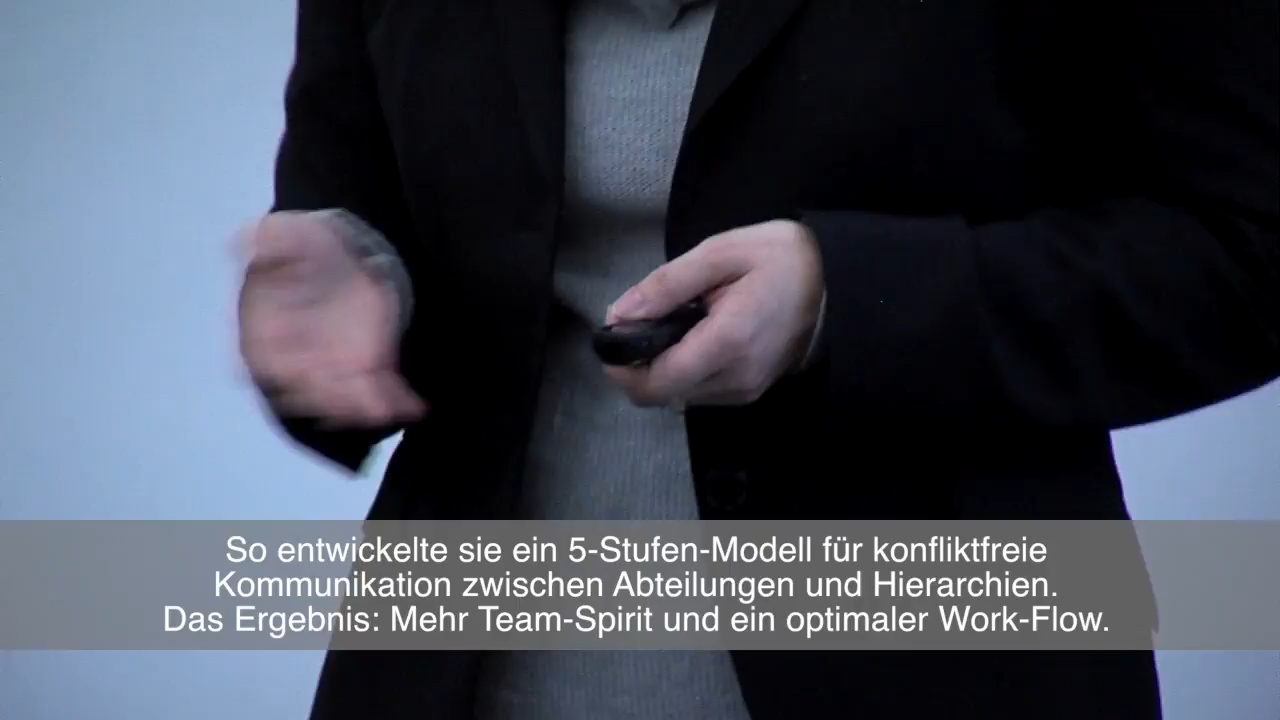 So entwickelte sie ein 5-Stufen-Modell für konfliktfreie
Kommunikation zwischen Abteilungen und Hierarchien.
Das Ergebnis: Mehr Team-Spirit und ein optimaler Work-Flow.